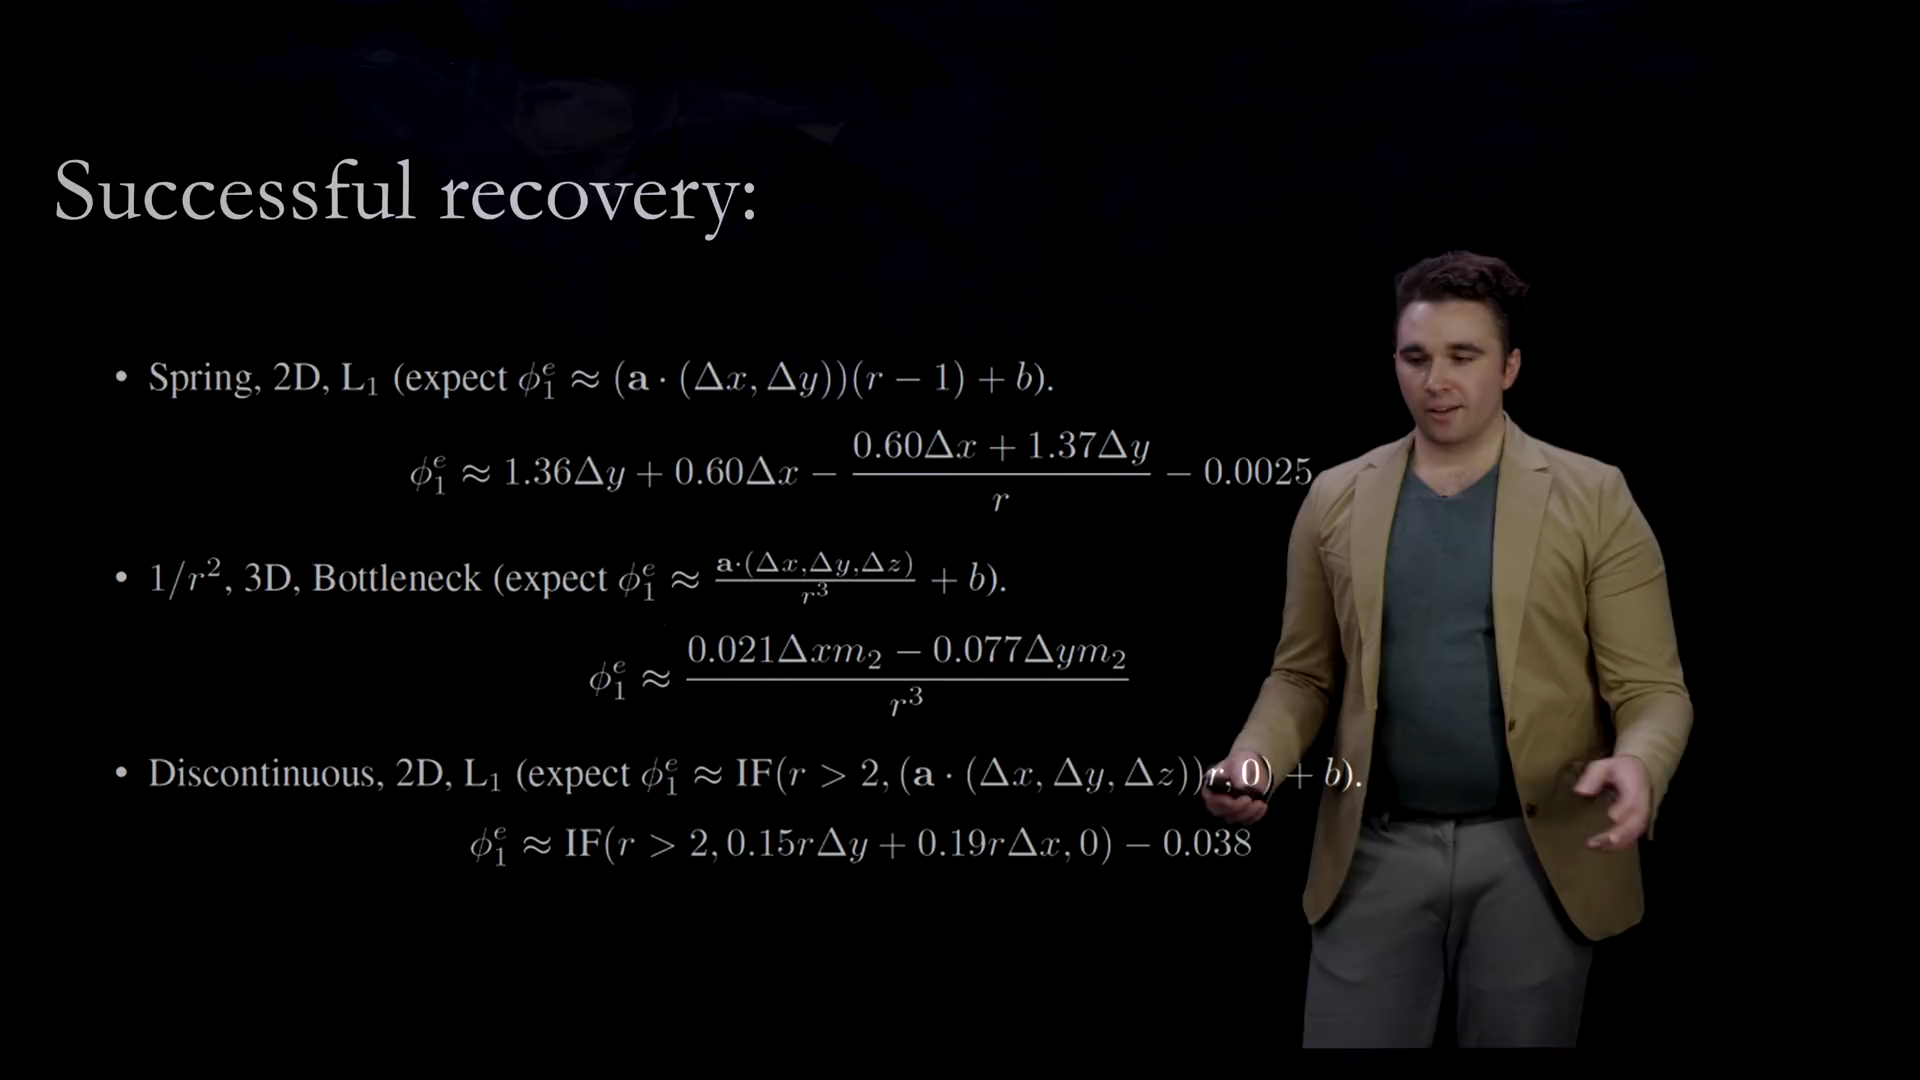 Successful recovery:
• Spring, 2D, L₁ (expect ϕ₁ᵉ ≈ (𝐚 · (Δx, Δy))(r − 1) + b).
ϕ₁ᵉ ≈ 1.36Δy + 0.60Δx − (0.60Δx + 1.37Δy)/r − 0.0025
• 1/r², 3D, Bottleneck (expect ϕ₁ᵉ ≈ 𝐚·(Δx,Δy,Δz)/r³ + b).
ϕ₁ᵉ ≈ (0.021Δxm₂ − 0.077Δym₂)/r³
• Discontinuous, 2D, L₁ (expect ϕ₁ᵉ ≈ IF(r > 2, (𝐚 · (Δx, Δy, Δz))r, 0) + b).
ϕ₁ᵉ ≈ IF(r > 2, 0.15rΔy + 0.19rΔx, 0) − 0.038